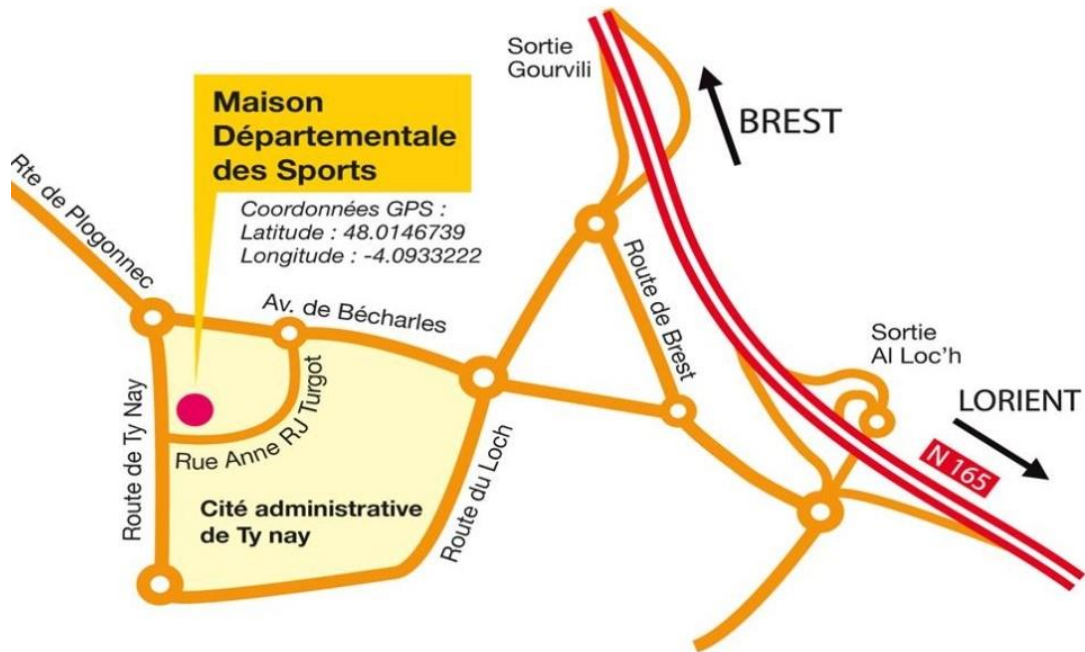 Sortie
Gourvili
BREST
Maison
Départementale
des Sports
Coordonnées GPS :
Latitude : 48.0146739
Longitude : -4.0933222
Rte de Plogonnec
Av. de Bécharles
Route de Brest
Sortie
Al Loc'h
LORIENT
N 165
Route de Ty Nay
Rue Anne RJ Turgot
Route du Loch
Cité administrative
de Ty nay